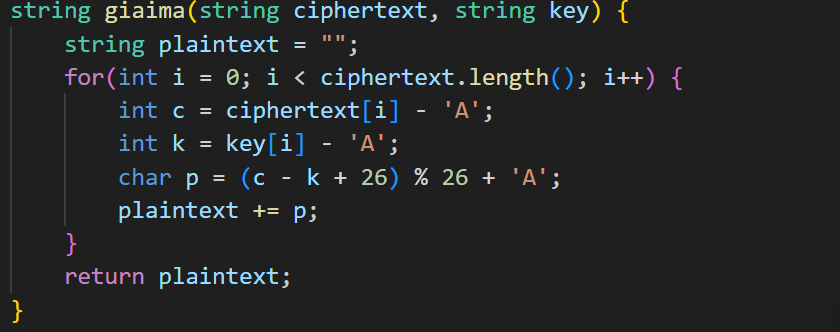 string giaima(string ciphertext, string key) {
    string plaintext = "";
    for(int i = 0; i < ciphertext.length(); i++) {
        int c = ciphertext[i] - 'A';
        int k = key[i] - 'A';
        char p = (c - k + 26) % 26 + 'A';
        plaintext += p;
    }
    return plaintext;
}